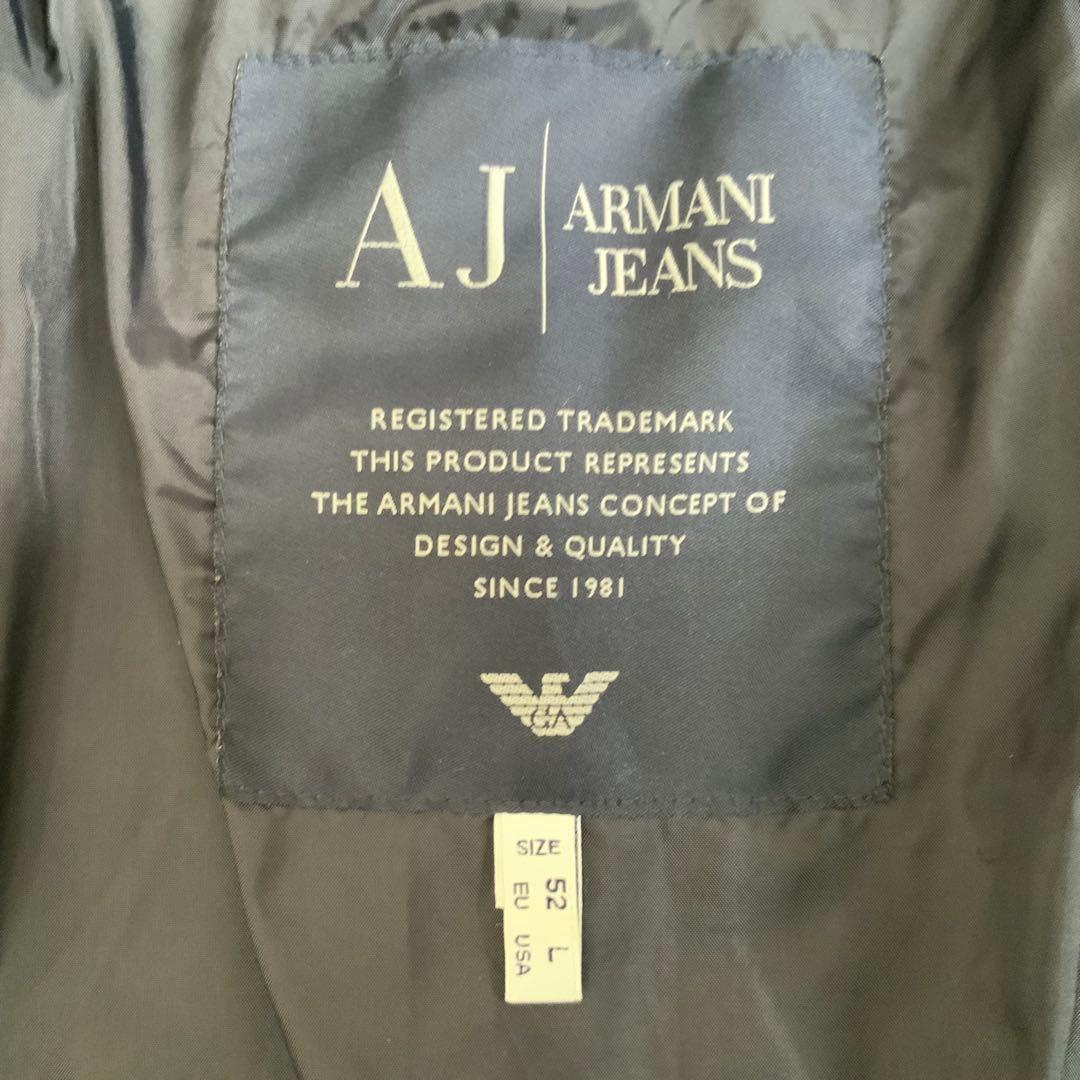 AJ
ARMANI
JEANS
REGISTERED TRADEMARK
THIS PRODUCT REPRESENTS
THE ARMANI JEANS CONCEPT OF
DESIGN & QUALITY
SINCE 1981
GA
SIZE
52 L
EU USA